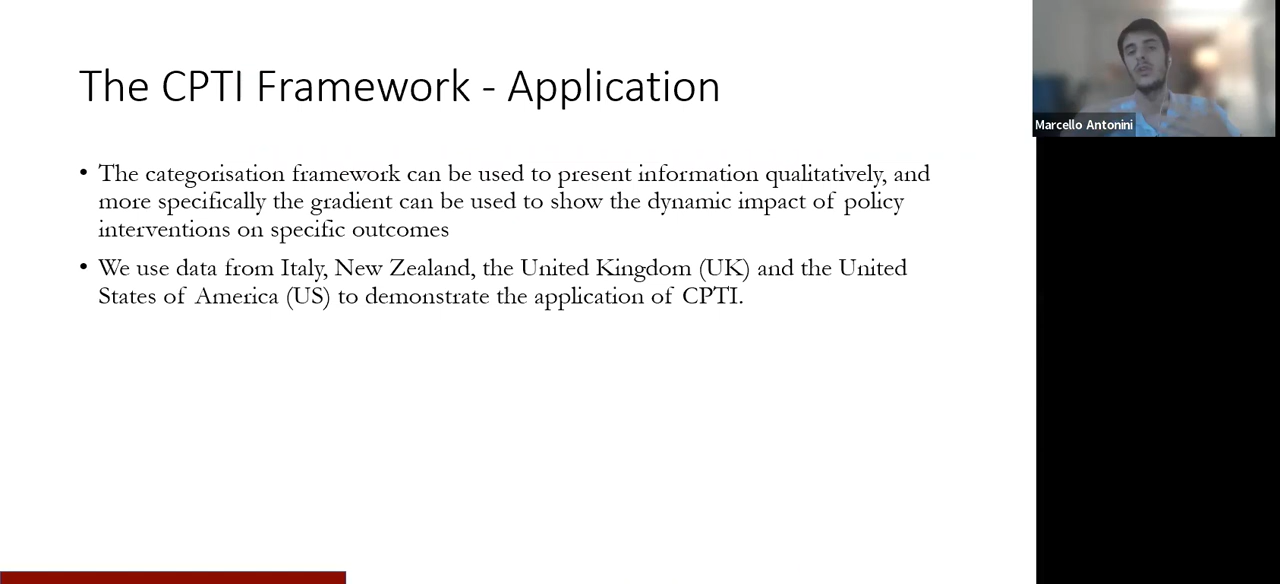 The CPTI Framework - Application
Marcello Antonini
• The categorisation framework can be used to present information qualitatively, and
more specifically the gradient can be used to show the dynamic impact of policy
interventions on specific outcomes
• We use data from Italy, New Zealand, the United Kingdom (UK) and the United
States of America (US) to demonstrate the application of CPTI.